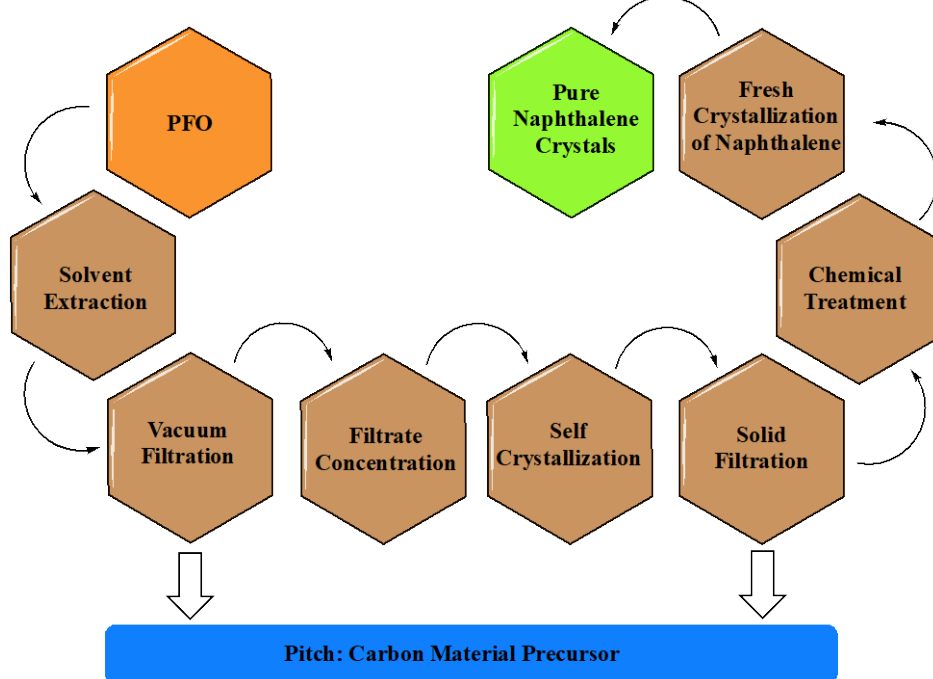 PFO
Solvent
Extraction
Vacuum
Filtration
Filtrate
Concentration
Self
Crystallization
Solid
Filtration
Chemical
Treatment
Fresh
Crystallization
of Naphthalene
Pure
Naphthalene
Crystals
Pitch: Carbon Material Precursor